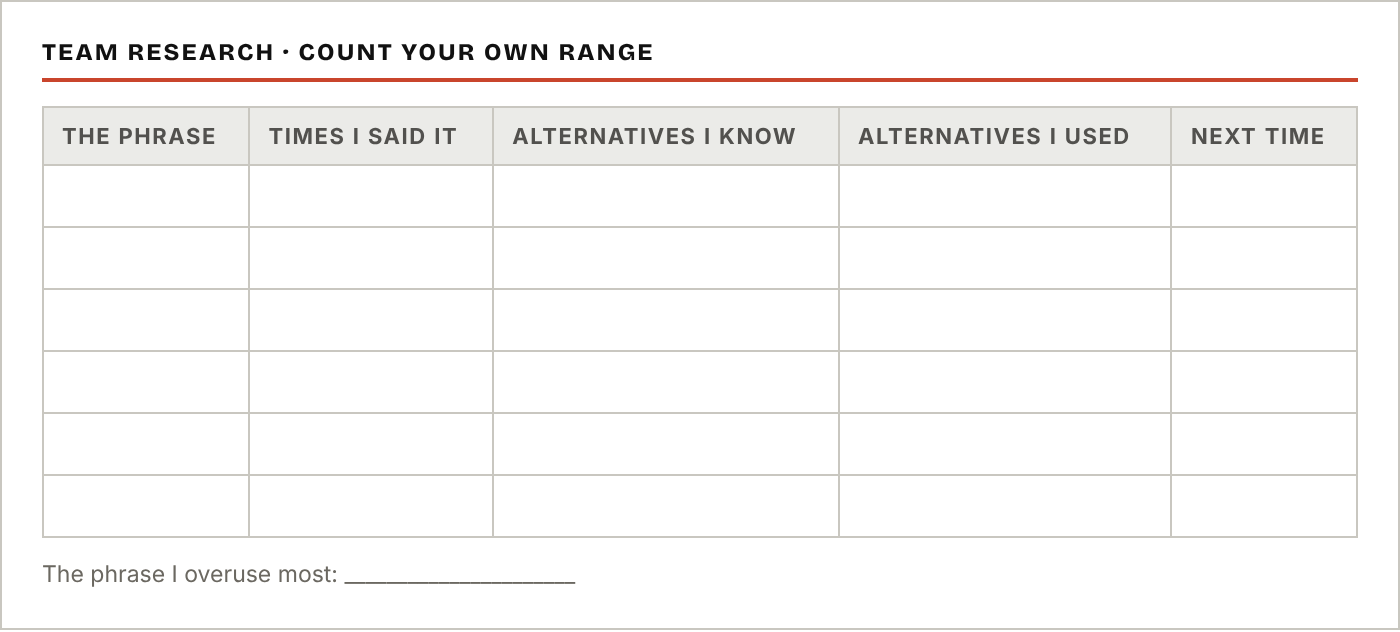 TEAM RESEARCH · COUNT YOUR OWN RANGE
THE PHRASE TIMES I SAID IT ALTERNATIVES I KNOW ALTERNATIVES I USED NEXT TIME
The phrase I overuse most: ______________________